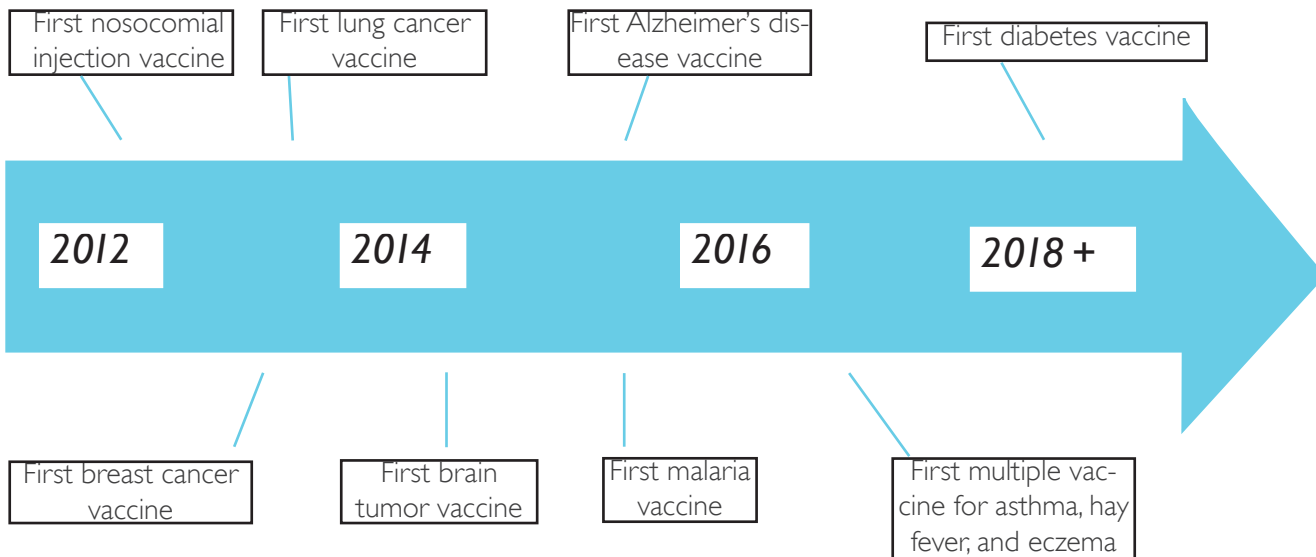 First nosocomial
injection vaccine
First lung cancer
vaccine
First Alzheimer's dis-
ease vaccine
First diabetes vaccine
2012
2014
2016
2018 +
First breast cancer
vaccine
First brain
tumor vaccine
First malaria
vaccine
First multiple vac-
cine for asthma, hay
fever, and eczema